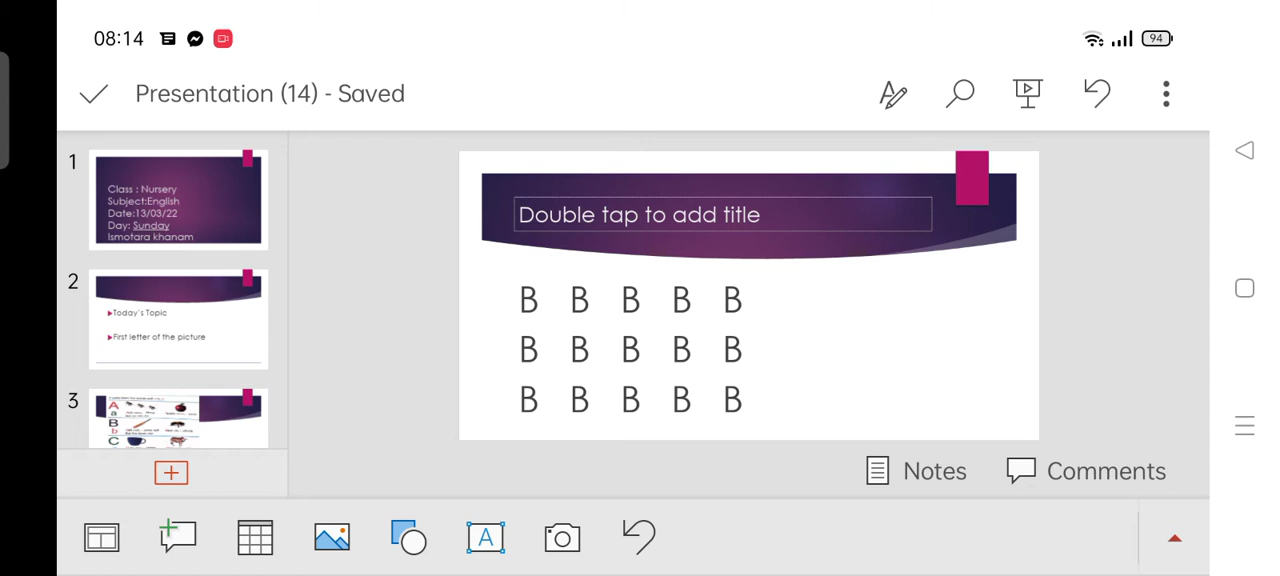 08:14
94
Presentation (14) - Saved
1
Class : Nursery
Subject:English
Date:13/03/22
Day: Sunday
Ismotara khanam
2
Today's Topic
First letter of the picture
3
A
a
B
b
C
Double tap to add title
B B B B B
B B B B B
B B B B B
Notes
Comments
A